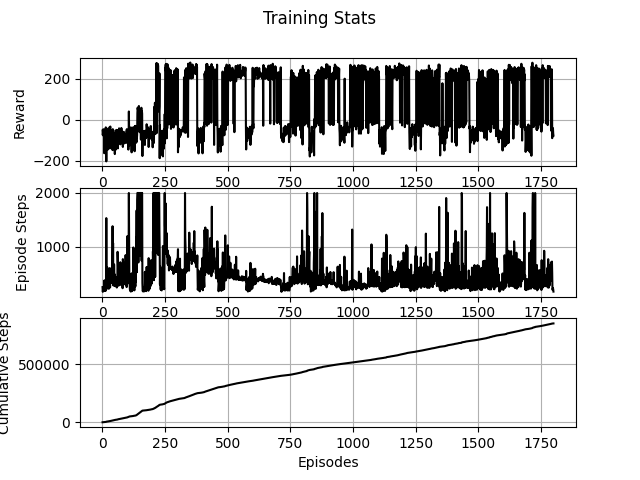 Training Stats
200
0
−200
Reward
0 250 500 750 1000 1250 1500 1750
2000
1000
Episode Steps
0 250 500 750 1000 1250 1500 1750
500000
0
Cumulative Steps
0 250 500 750 1000 1250 1500 1750
Episodes